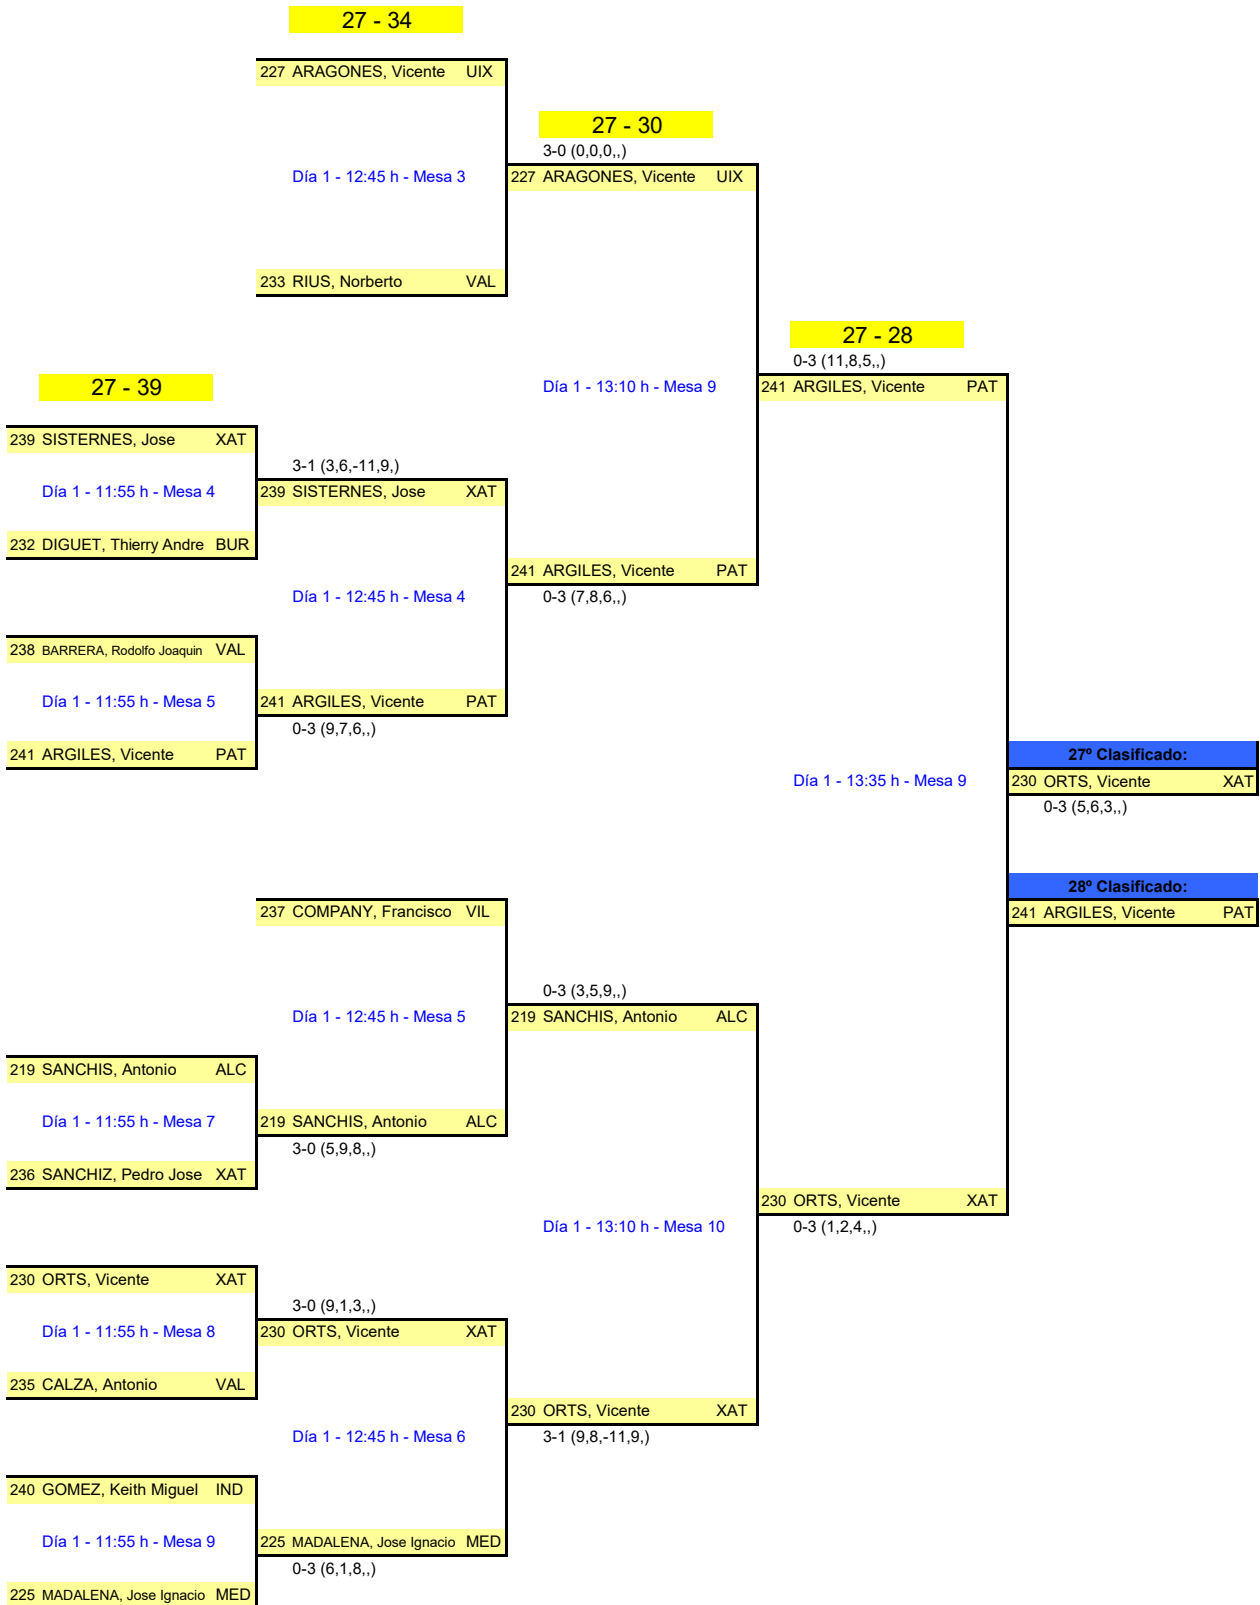 27 - 34
227 ARAGONES, Vicente UIX
27 - 30
3-0 (0,0,0,,)
Día 1 - 12:45 h - Mesa 3
227 ARAGONES, Vicente UIX
233 RIUS, Norberto VAL
27 - 28
0-3 (11,8,5,,)
27 - 39
Día 1 - 13:10 h - Mesa 9
241 ARGILES, Vicente PAT
239 SISTERNES, Jose XAT
3-1 (3,6,-11,9,)
Día 1 - 11:55 h - Mesa 4
239 SISTERNES, Jose XAT
232 DIGUET, Thierry Andre BUR
241 ARGILES, Vicente PAT
Día 1 - 12:45 h - Mesa 4
0-3 (7,8,6,,)
238 BARRERA, Rodolfo Joaquin VAL
Día 1 - 11:55 h - Mesa 5
241 ARGILES, Vicente PAT
0-3 (9,7,6,,)
241 ARGILES, Vicente PAT
27º Clasificado:
Día 1 - 13:35 h - Mesa 9
230 ORTS, Vicente XAT
0-3 (5,6,3,,)
28º Clasificado:
237 COMPANY, Francisco VIL
241 ARGILES, Vicente PAT
0-3 (3,5,9,,)
Día 1 - 12:45 h - Mesa 5
219 SANCHIS, Antonio ALC
219 SANCHIS, Antonio ALC
Día 1 - 11:55 h - Mesa 7
219 SANCHIS, Antonio ALC
3-0 (5,9,8,,)
236 SANCHIZ, Pedro Jose XAT
230 ORTS, Vicente XAT
Día 1 - 13:10 h - Mesa 10
0-3 (1,2,4,,)
230 ORTS, Vicente XAT
3-0 (9,1,3,,)
Día 1 - 11:55 h - Mesa 8
230 ORTS, Vicente XAT
235 CALZA, Antonio VAL
230 ORTS, Vicente XAT
Día 1 - 12:45 h - Mesa 6
3-1 (9,8,-11,9,)
240 GOMEZ, Keith Miguel IND
Día 1 - 11:55 h - Mesa 9
225 MADALENA, Jose Ignacio MED
0-3 (6,1,8,,)
225 MADALENA, Jose Ignacio MED